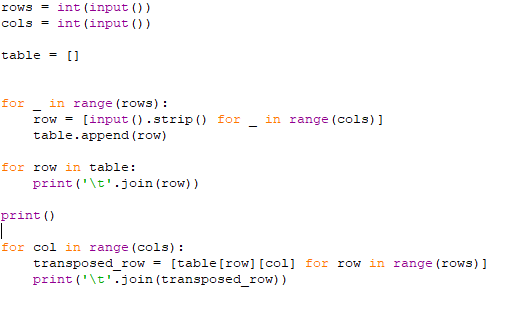 rows = int(input())
cols = int(input())

table = []


for _ in range(rows):
    row = [input().strip() for _ in range(cols)]
    table.append(row)

for row in table:
    print('\t'.join(row))

print()

for col in range(cols):
    transposed_row = [table[row][col] for row in range(rows)]
    print('\t'.join(transposed_row))